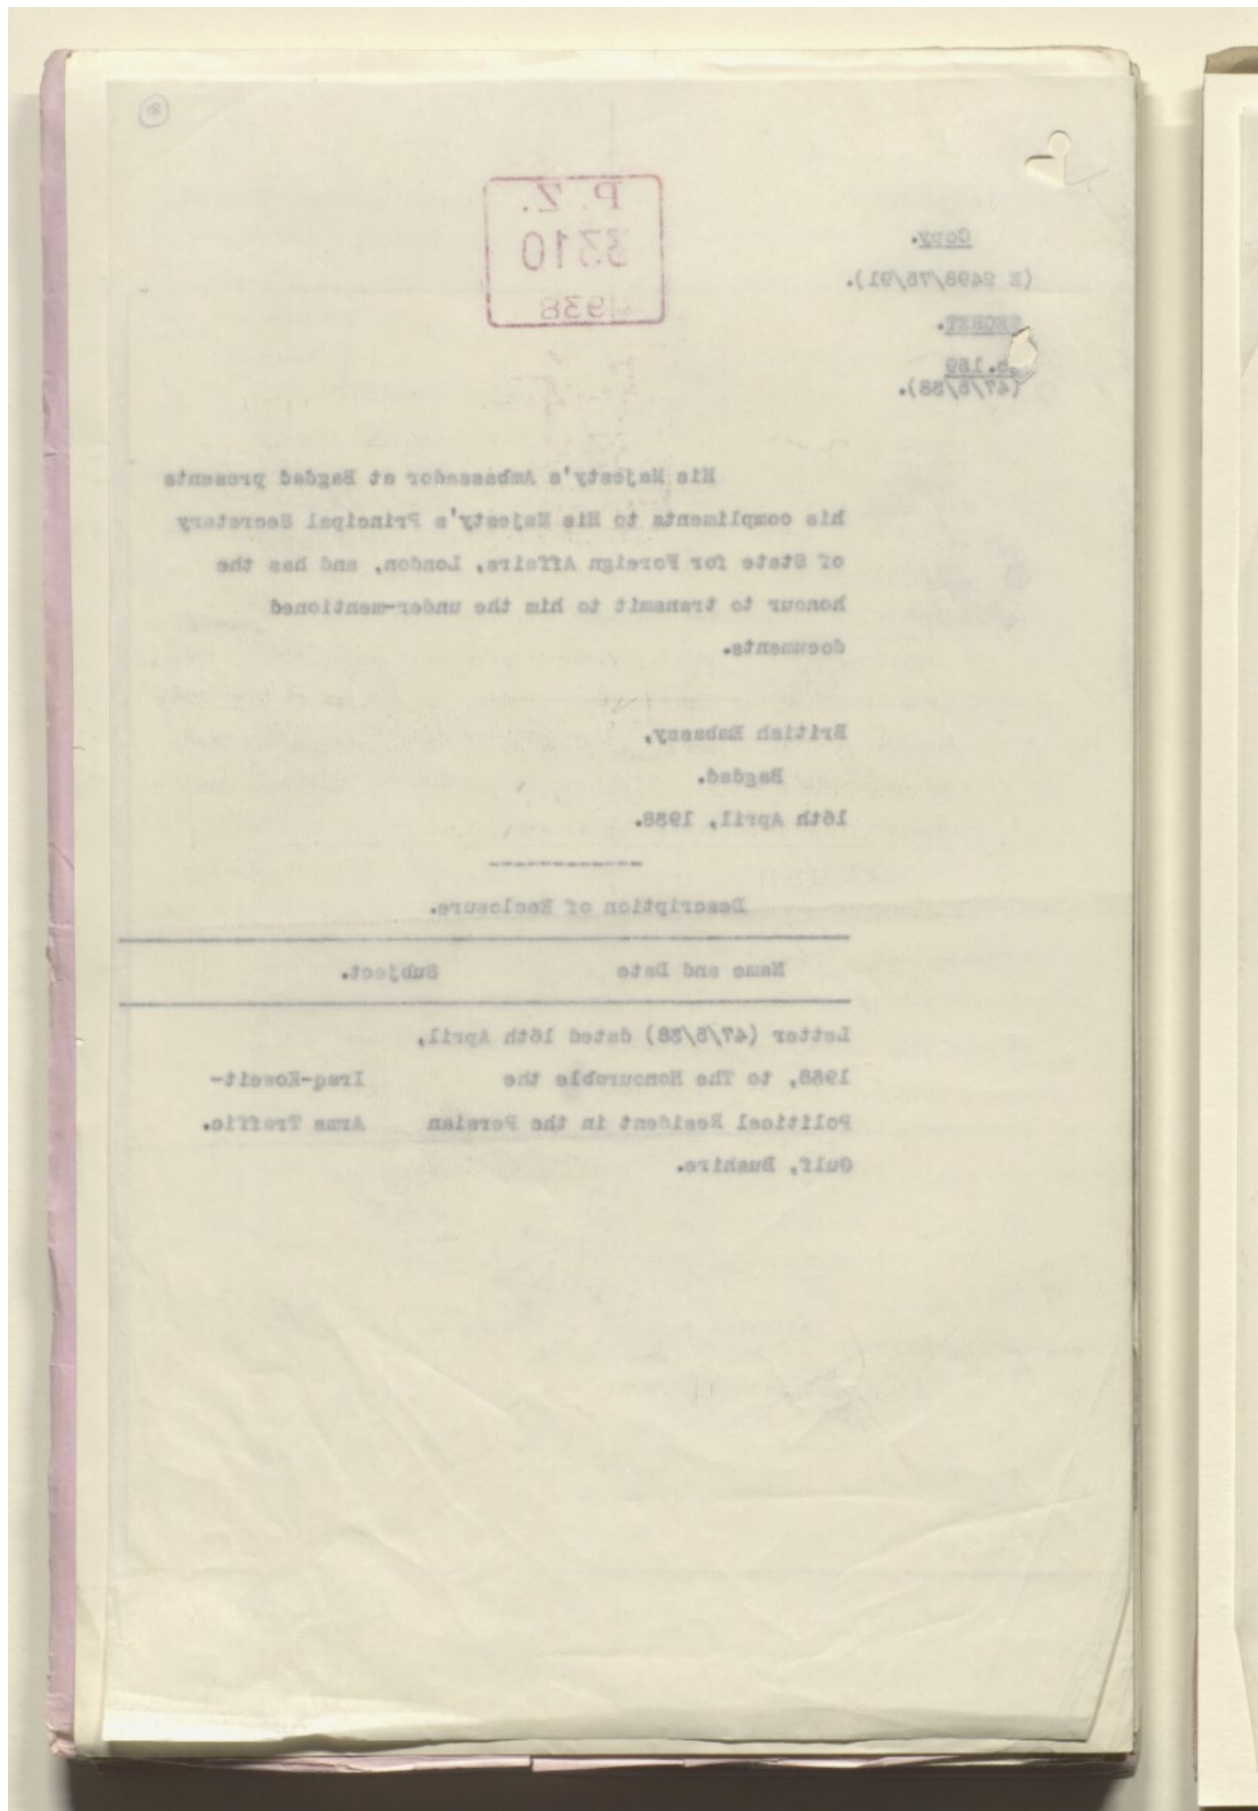 P. Z.
3310
1938
Copy.
(E 2498/75/91).
SECRET.
159
(47/5/38).
His Majesty's Ambassador at Bagdad presents
his compliments to His Majesty's Principal Secretary
of State for Foreign Affairs, London, and has the
honour to transmit to him the under-mentioned
documents.
British Embassy,
Bagdad.
16th April, 1938.
Description of Enclosure.
Name and Date Subject.
Letter (47/5/38) dated 16th April,
1938, to The Honourable the Iraq-Koweit-
Political Resident in the Persian Arms Traffic.
Gulf, Bushire.